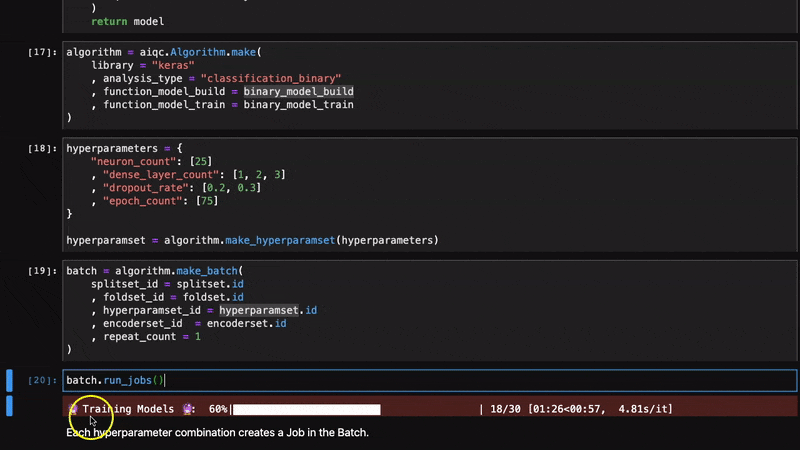 )
return model
[17]:
algorithm = aiqc.Algorithm.make(
library = "keras"
, analysis_type = "classification_binary"
, function_model_build = binary_model_build
, function_model_train = binary_model_train
)
[18]:
hyperparameters = {
"neuron_count": [25]
, "dense_layer_count": [1, 2, 3]
, "dropout_rate": [0.2, 0.3]
, "epoch_count": [75]
}
hyperparamset = algorithm.make_hyperparamset(hyperparameters)
[19]:
batch = algorithm.make_batch(
splitset_id = splitset.id
, foldset_id = foldset.id
, hyperparamset_id = hyperparamset.id
, encoderset_id  = encoderset.id
, repeat_count = 1
)
[20]:
batch.run_jobs()
🔮 Training Models 🔮:  60%| | 18/30 [01:26<00:57,  4.81s/it]
Each hyperparameter combination creates a Job in the Batch.